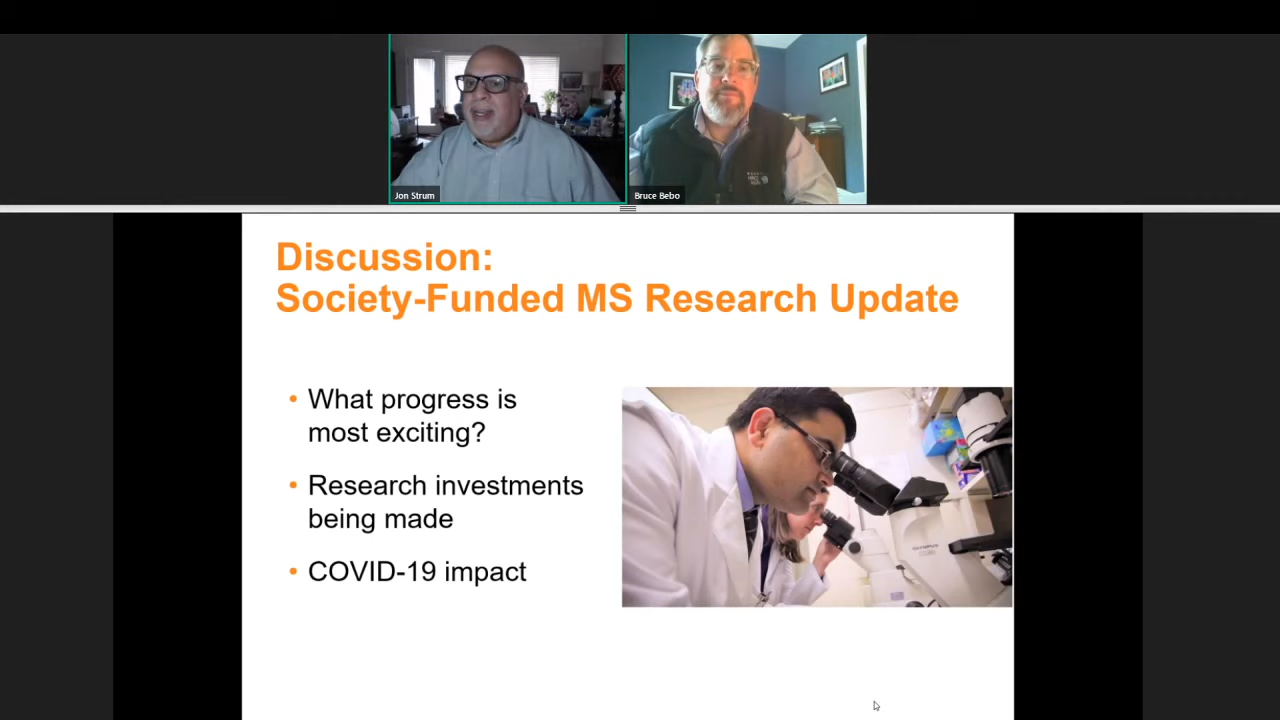 Jon Strum
Bruce Bebo
Discussion:
Society-Funded MS Research Update
• What progress is
most exciting?
• Research investments
being made
• COVID-19 impact
OLYMPUS